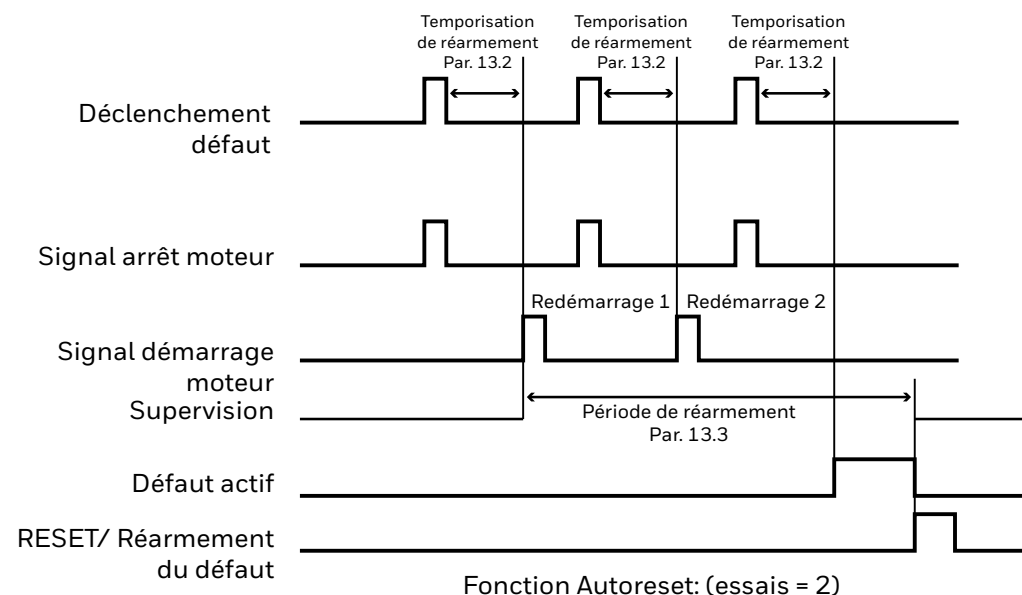 Temporisation
de réarmement
Par. 13.2
Temporisation
de réarmement
Par. 13.2
Temporisation
de réarmement
Par. 13.2
Déclenchement
défaut
Signal arrêt moteur
Redémarrage 1
Redémarrage 2
Signal démarrage
moteur
Supervision
Période de réarmement
Par. 13.3
Défaut actif
RESET/ Réarmement
du défaut
Fonction Autoreset: (essais = 2)